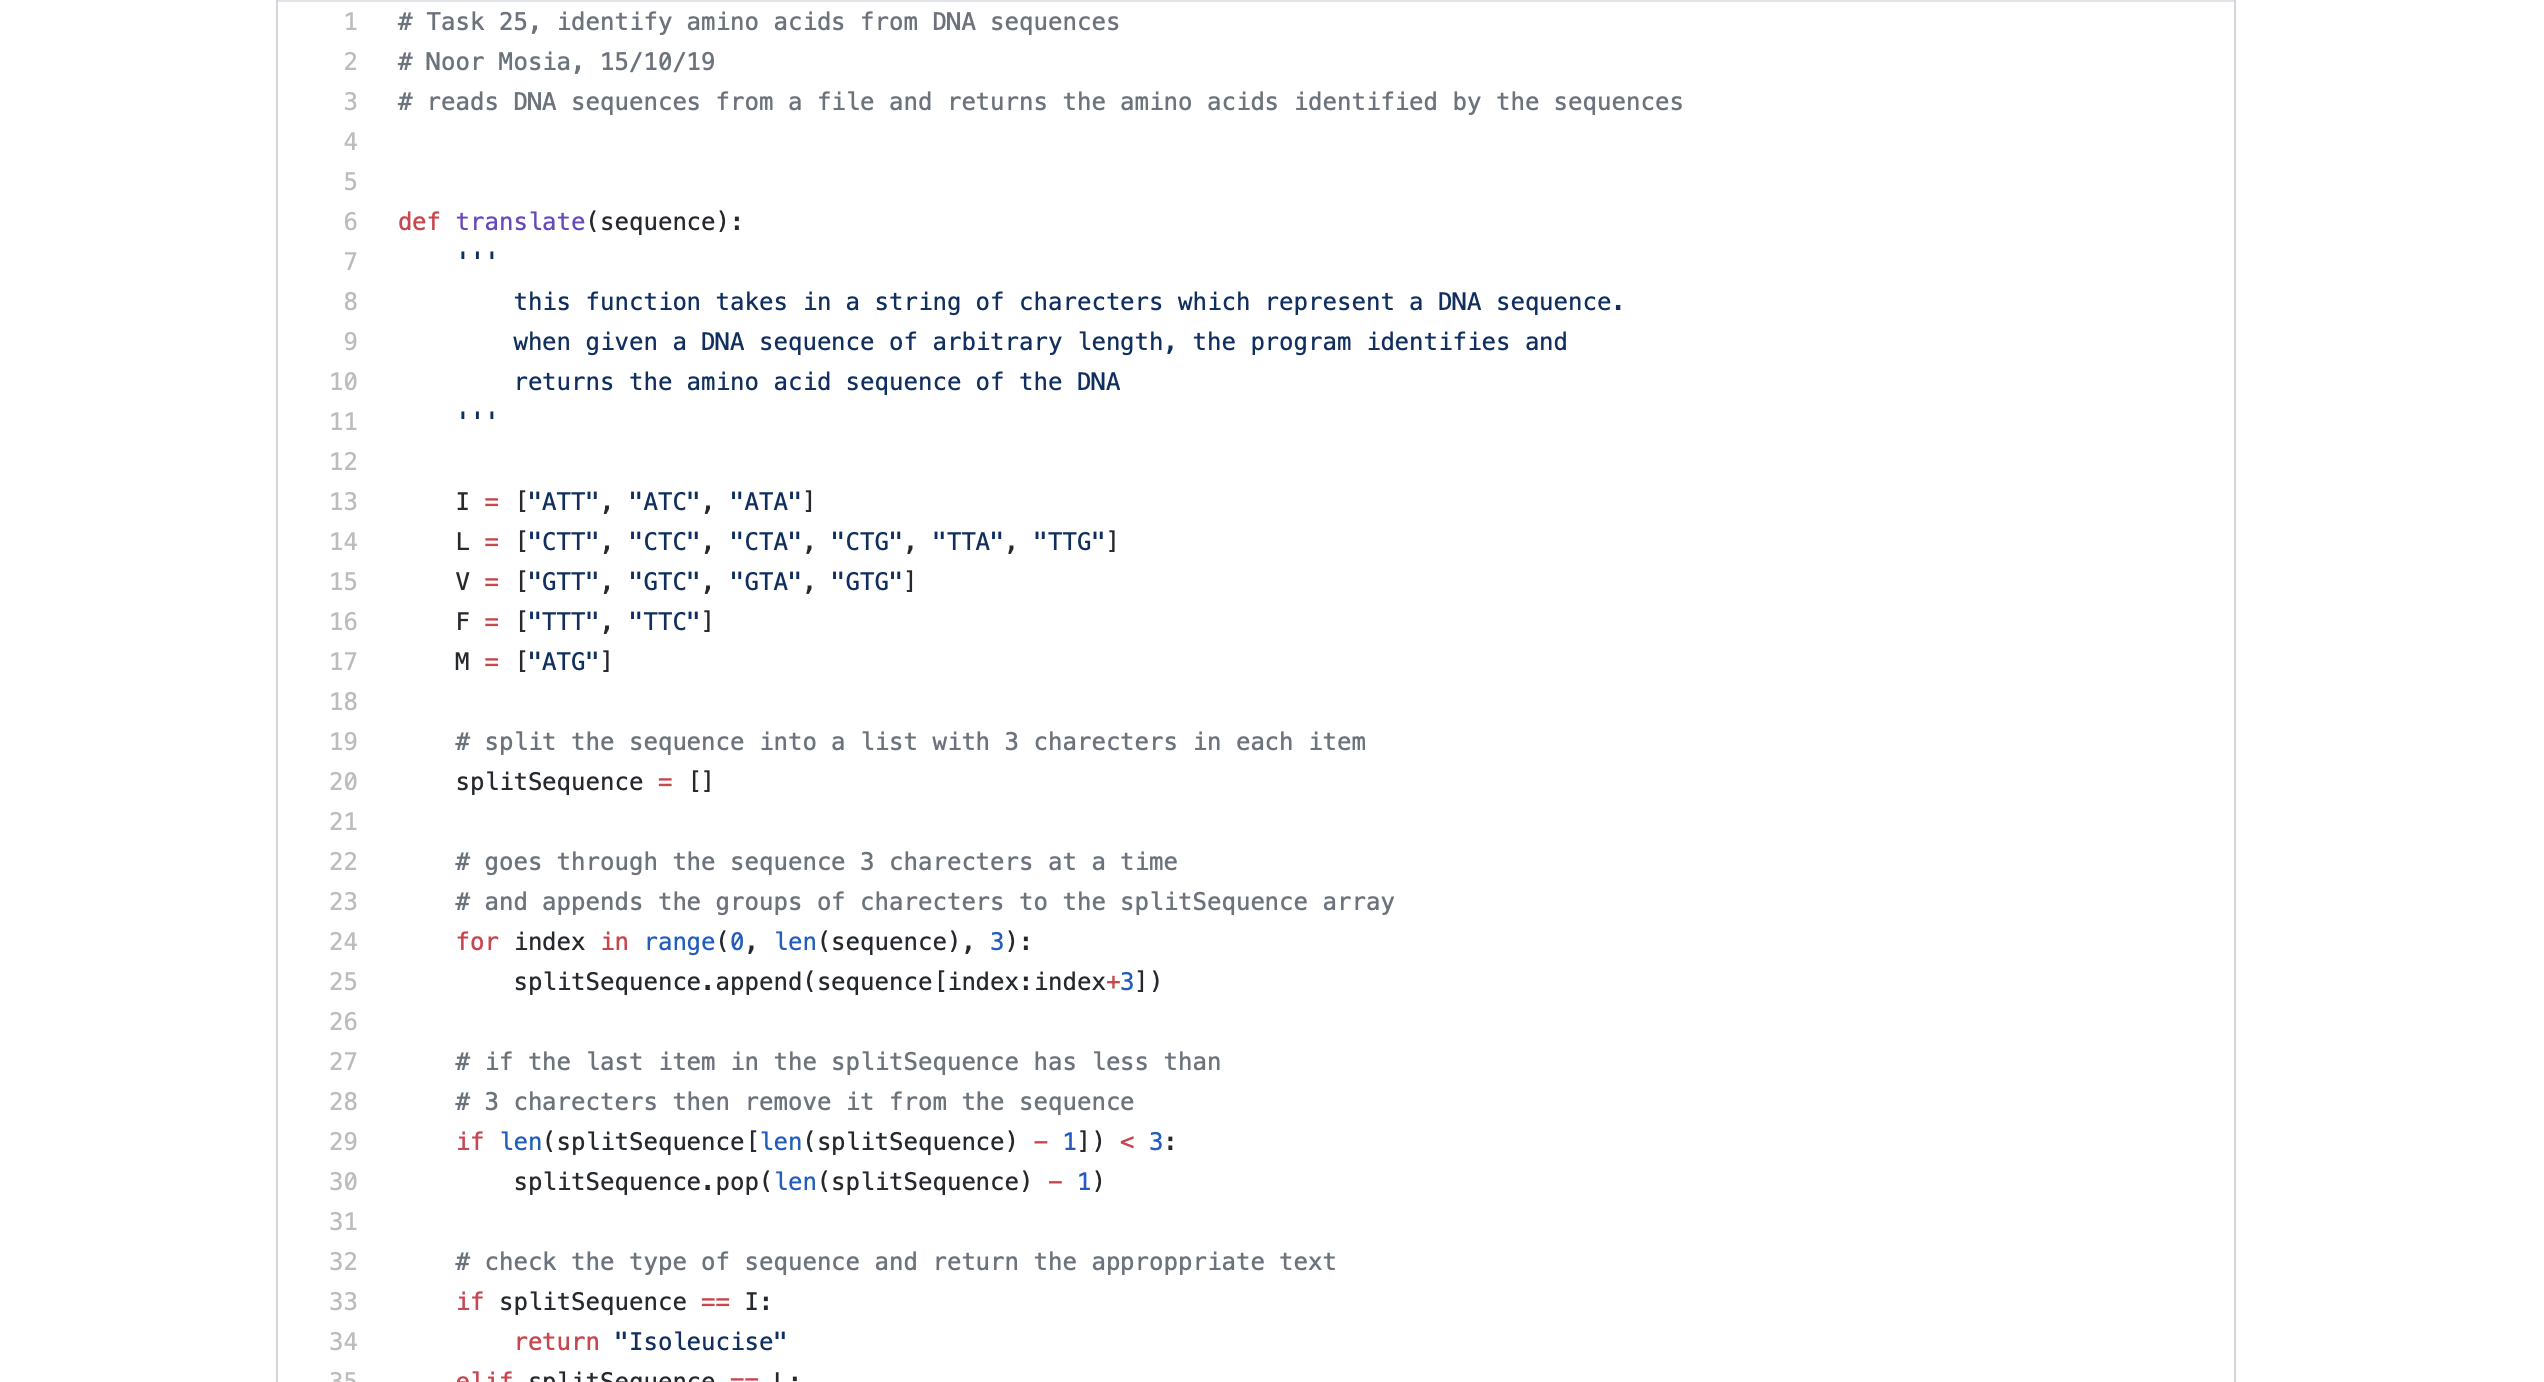 1 # Task 25, identify amino acids from DNA sequences
2 # Noor Mosia, 15/10/19
3 # reads DNA sequences from a file and returns the amino acids identified by the sequences
4
5
6 def translate(sequence):
7     '''
8         this function takes in a string of charecters which represent a DNA sequence.
9         when given a DNA sequence of arbitrary length, the program identifies and
10         returns the amino acid sequence of the DNA
11     '''
12
13     I = ["ATT", "ATC", "ATA"]
14     L = ["CTT", "CTC", "CTA", "CTG", "TTA", "TTG"]
15     V = ["GTT", "GTC", "GTA", "GTG"]
16     F = ["TTT", "TTC"]
17     M = ["ATG"]
18
19     # split the sequence into a list with 3 charecters in each item
20     splitSequence = []
21
22     # goes through the sequence 3 charecters at a time
23     # and appends the groups of charecters to the splitSequence array
24     for index in range(0, len(sequence), 3):
25         splitSequence.append(sequence[index:index+3])
26
27     # if the last item in the splitSequence has less than
28     # 3 charecters then remove it from the sequence
29     if len(splitSequence[len(splitSequence) - 1]) < 3:
30         splitSequence.pop(len(splitSequence) - 1)
31
32     # check the type of sequence and return the approppriate text
33     if splitSequence == I:
34         return "Isoleucise"
35     elif splitSequence == L: